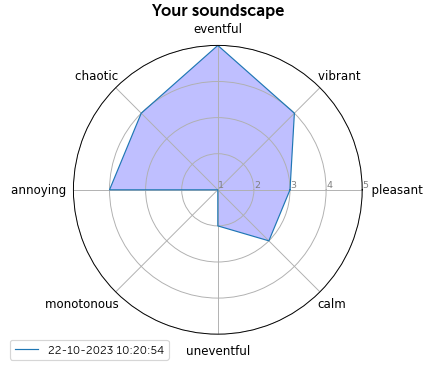 Your soundscape
eventful
chaotic
vibrant
annoying
1 2 3 4 5
pleasant
monotonous
calm
uneventful
22-10-2023 10:20:54